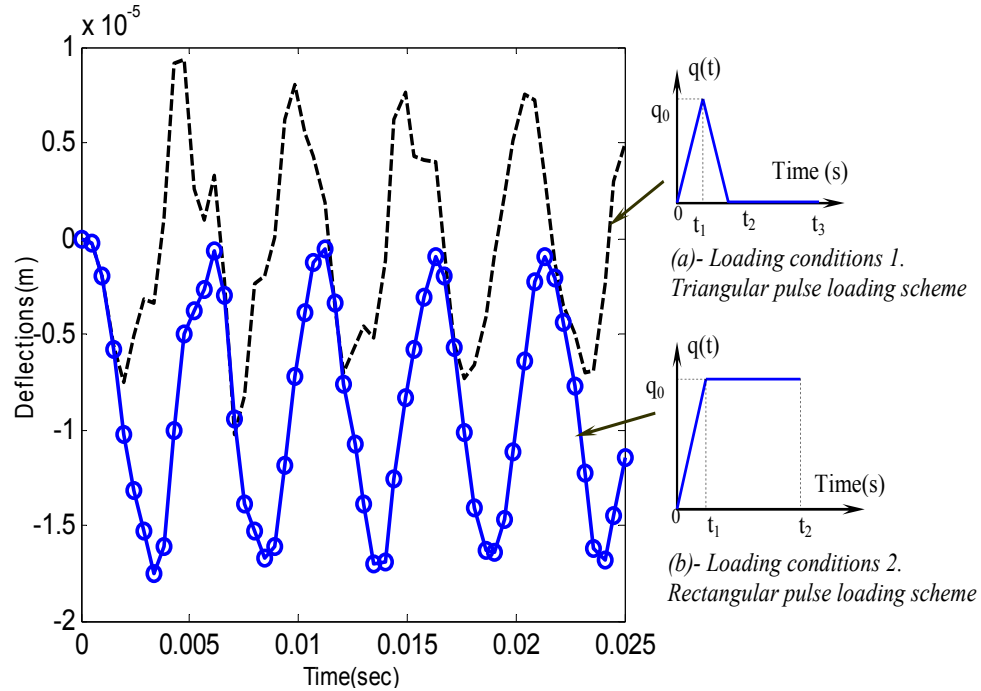 x 10⁻⁵
1
0.5
0
-0.5
-1
-1.5
-2
Deflections(m)
0
0.005
0.01
0.015
0.02
0.025
Time(sec)
q(t)
q₀
Time (s)
0
t₁
t₂
t₃
(a)- Loading conditions 1.
Triangular pulse loading scheme
q(t)
q₀
Time(s)
0
t₁
t₂
(b)- Loading conditions 2.
Rectangular pulse loading scheme